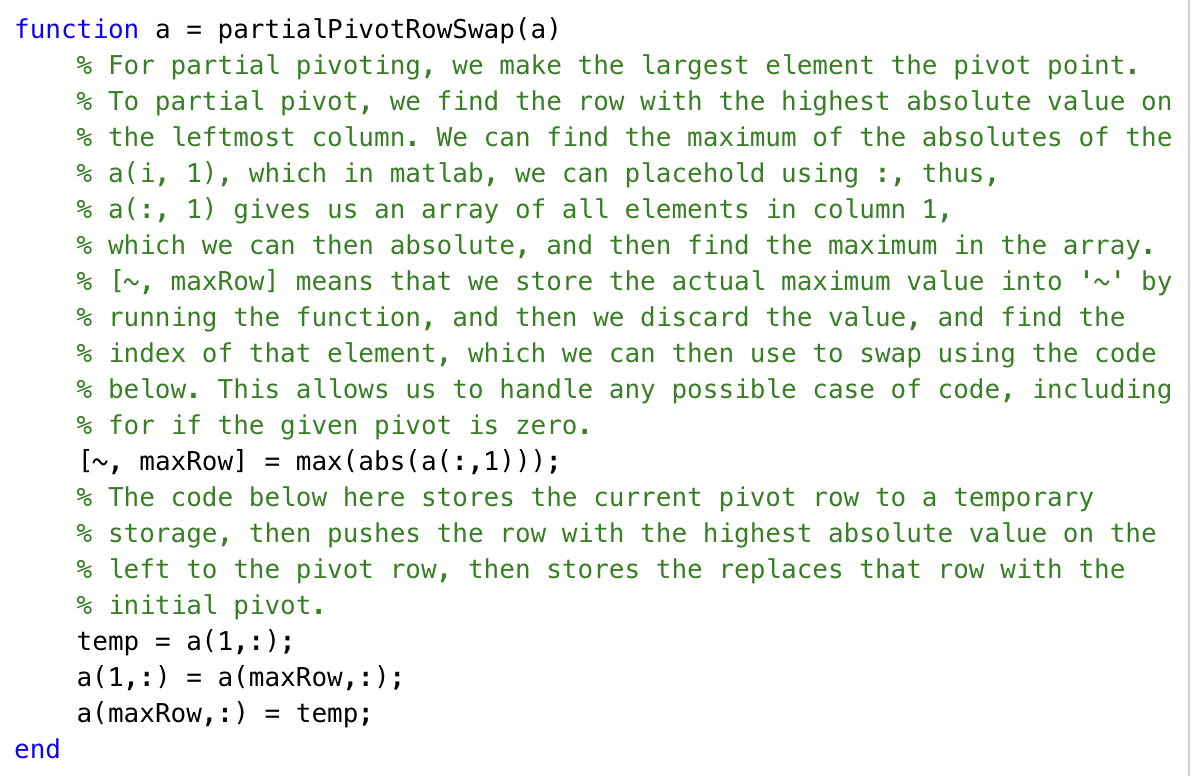 function a = partialPivotRowSwap(a)
    % For partial pivoting, we make the largest element the pivot point.
    % To partial pivot, we find the row with the highest absolute value on
    % the leftmost column. We can find the maximum of the absolutes of the
    % a(i, 1), which in matlab, we can placehold using :, thus,
    % a(:, 1) gives us an array of all elements in column 1,
    % which we can then absolute, and then find the maximum in the array.
    % [~, maxRow] means that we store the actual maximum value into '~' by
    % running the function, and then we discard the value, and find the
    % index of that element, which we can then use to swap using the code
    % below. This allows us to handle any possible case of code, including
    % for if the given pivot is zero.
    [~, maxRow] = max(abs(a(:,1)));
    % The code below here stores the current pivot row to a temporary
    % storage, then pushes the row with the highest absolute value on the
    % left to the pivot row, then stores the replaces that row with the
    % initial pivot.
    temp = a(1,:);
    a(1,:) = a(maxRow,:);
    a(maxRow,:) = temp;
end